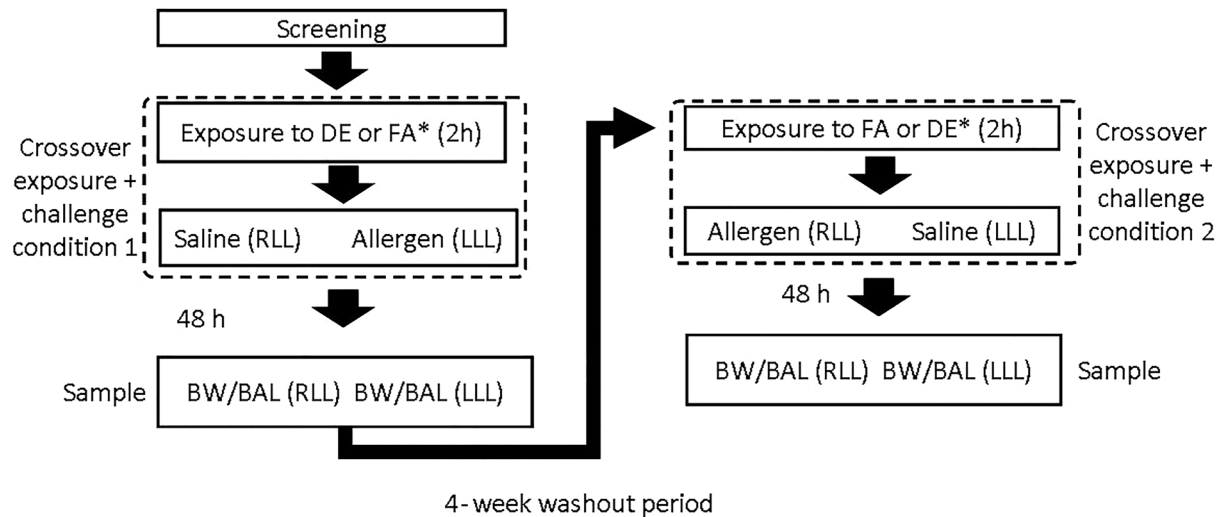 Screening
Crossover
exposure +
challenge
condition 1
Exposure to DE or FA* (2h)
Saline (RLL) Allergen (LLL)
48 h
Sample
BW/BAL (RLL) BW/BAL (LLL)
4-week washout period
Exposure to FA or DE* (2h)
Allergen (RLL) Saline (LLL)
Crossover
exposure +
challenge
condition 2
48 h
BW/BAL (RLL) BW/BAL (LLL)
Sample